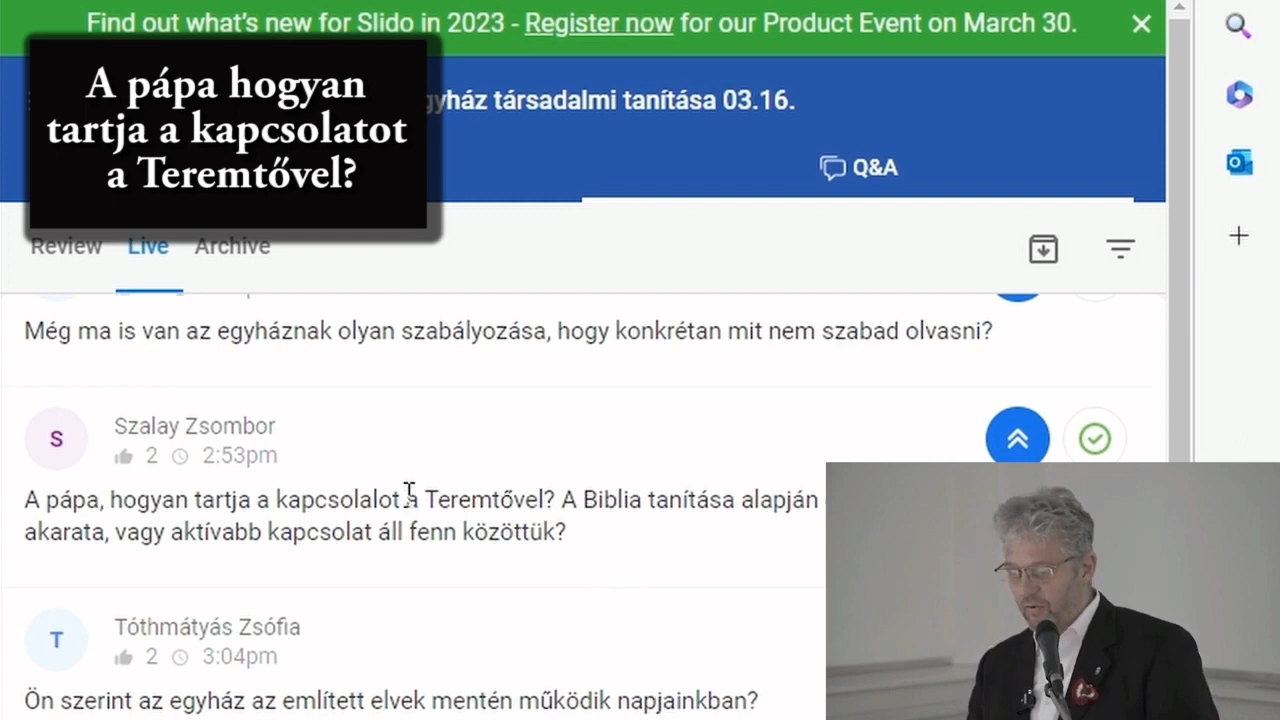 Find out what's new for Slido in 2023 - Register now for our Product Event on March 30.
A pápa hogyan
tartja a kapcsolatot
a Teremtővel?
gyház társadalmi tanítása 03.16.
Q&A
Review Live Archive
Még ma is van az egyháznak olyan szabályozása, hogy konkrétan mit nem szabad olvasni?
S
Szalay Zsombor
2 2:53pm
A pápa, hogyan tartja a kapcsolalot a Teremtővel? A Biblia tanítása alapján
akarata, vagy aktívabb kapcsolat áll fenn közöttük?
T
Tóthmátyás Zsófia
2 3:04pm
Ön szerint az egyház az említett elvek mentén működik napjainkban?